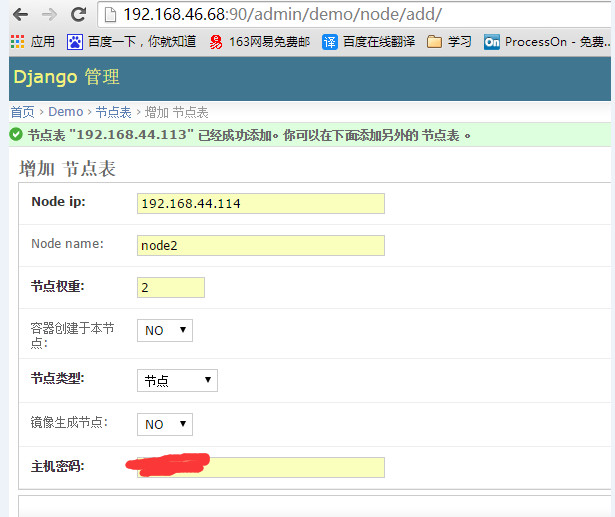 192.168.46.68:90/admin/demo/node/add/
应用 百度一下，你就知道 163网易免费邮 译 百度在线翻译 学习 On ProcessOn - 免费...
Django 管理
首页 › Demo › 节点表 › 增加 节点表
节点表 "192.168.44.113" 已经成功添加。你可以在下面添加另外的 节点表 。
增加 节点表
Node ip: 192.168.44.114
Node name: node2
节点权重: 2
容器创建于本节点: NO
节点类型: 节点
镜像生成节点: NO
主机密码: